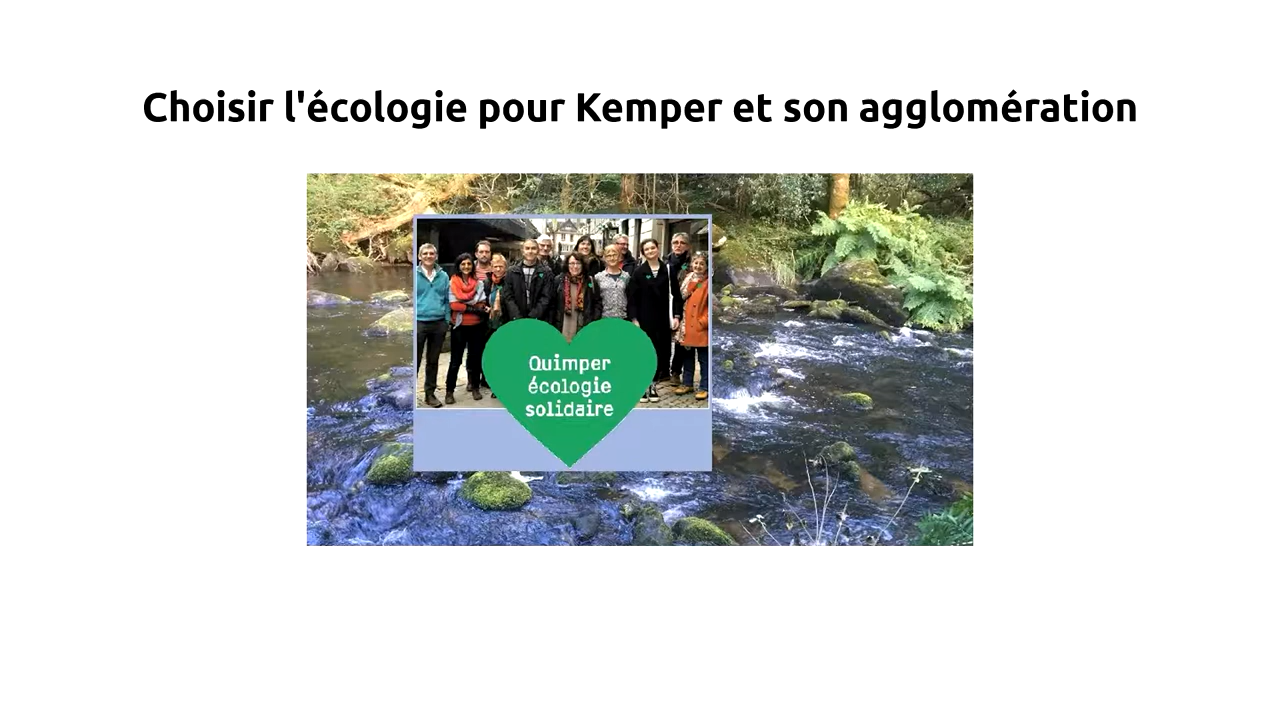 Choisir l'écologie pour Kemper et son agglomération
Quimper
écologie
solidaire